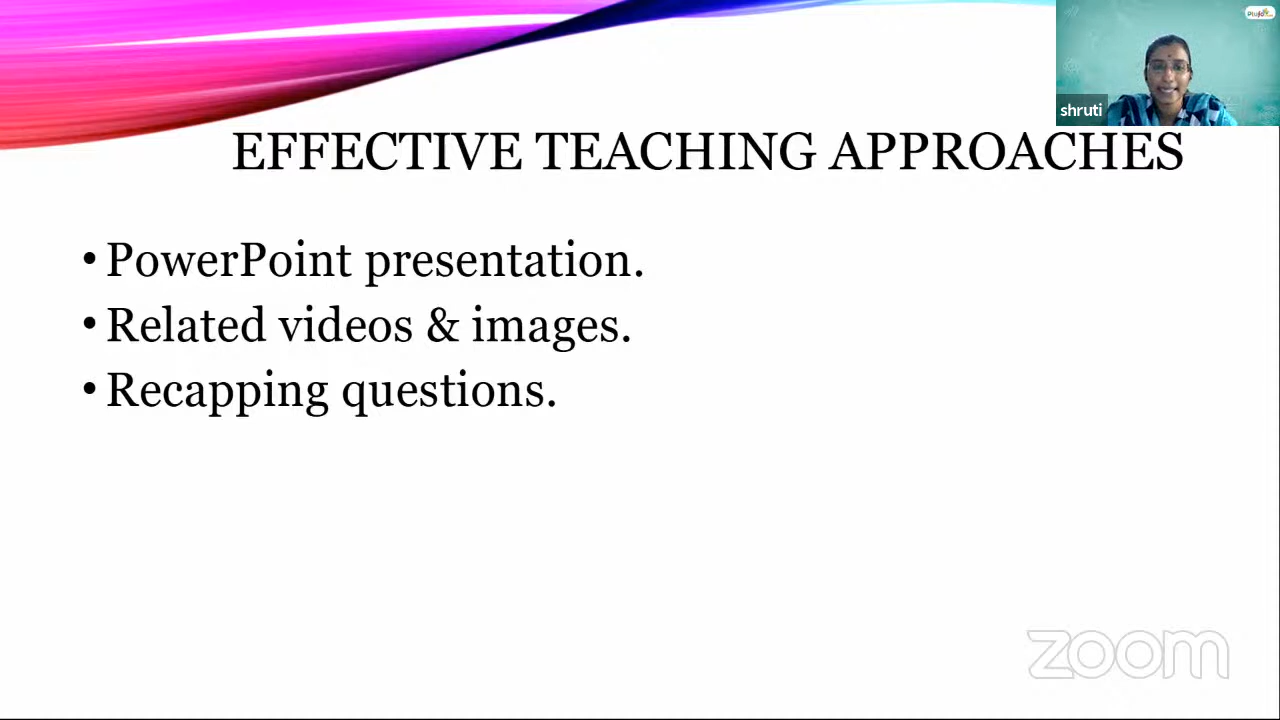 shruti
EFFECTIVE TEACHING APPROACHES
• PowerPoint presentation.
• Related videos & images.
• Recapping questions.
zoom